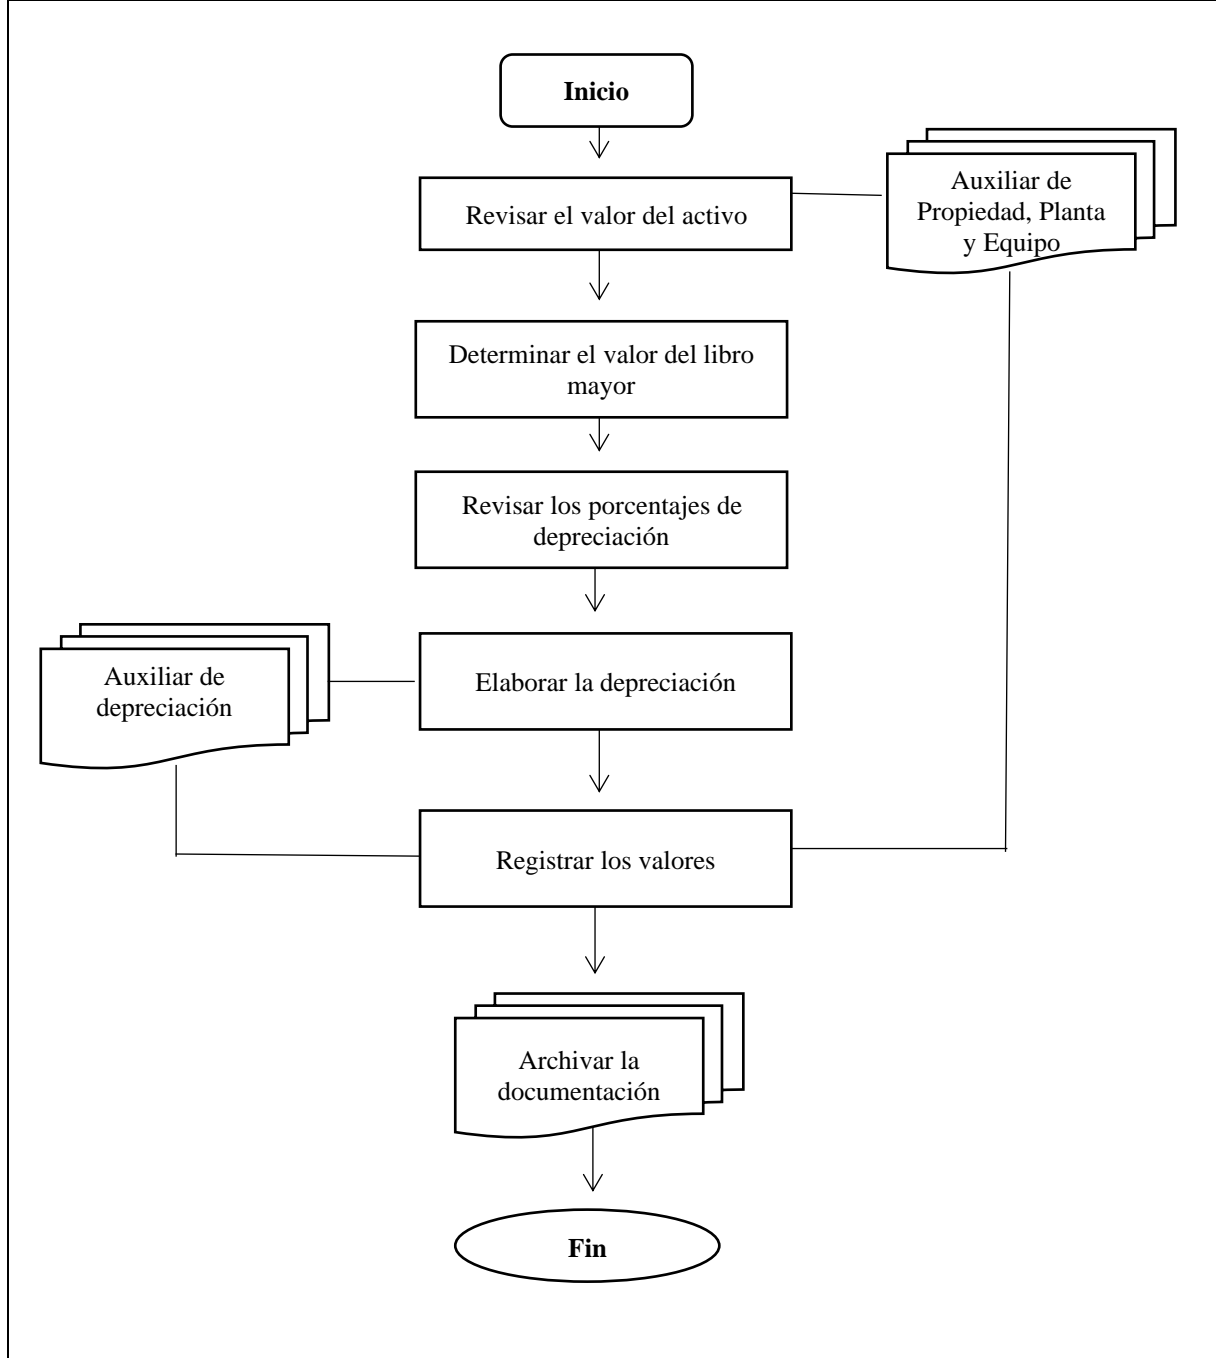 Inicio
Revisar el valor del activo
Auxiliar de
Propiedad, Planta
y Equipo
Determinar el valor del libro
mayor
Revisar los porcentajes de
depreciación
Auxiliar de
depreciación
Elaborar la depreciación
Registrar los valores
Archivar la
documentación
Fin